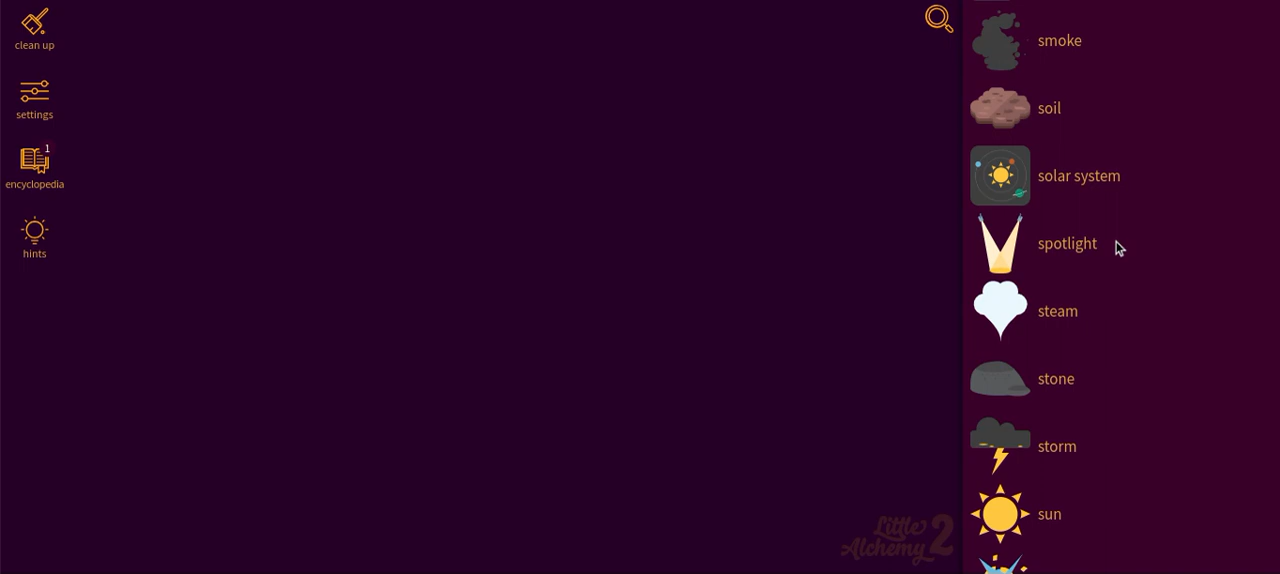 clean up
settings
1
encyclopedia
hints
smoke
soil
solar system
spotlight
steam
stone
storm
sun
Little
Alchemy 2